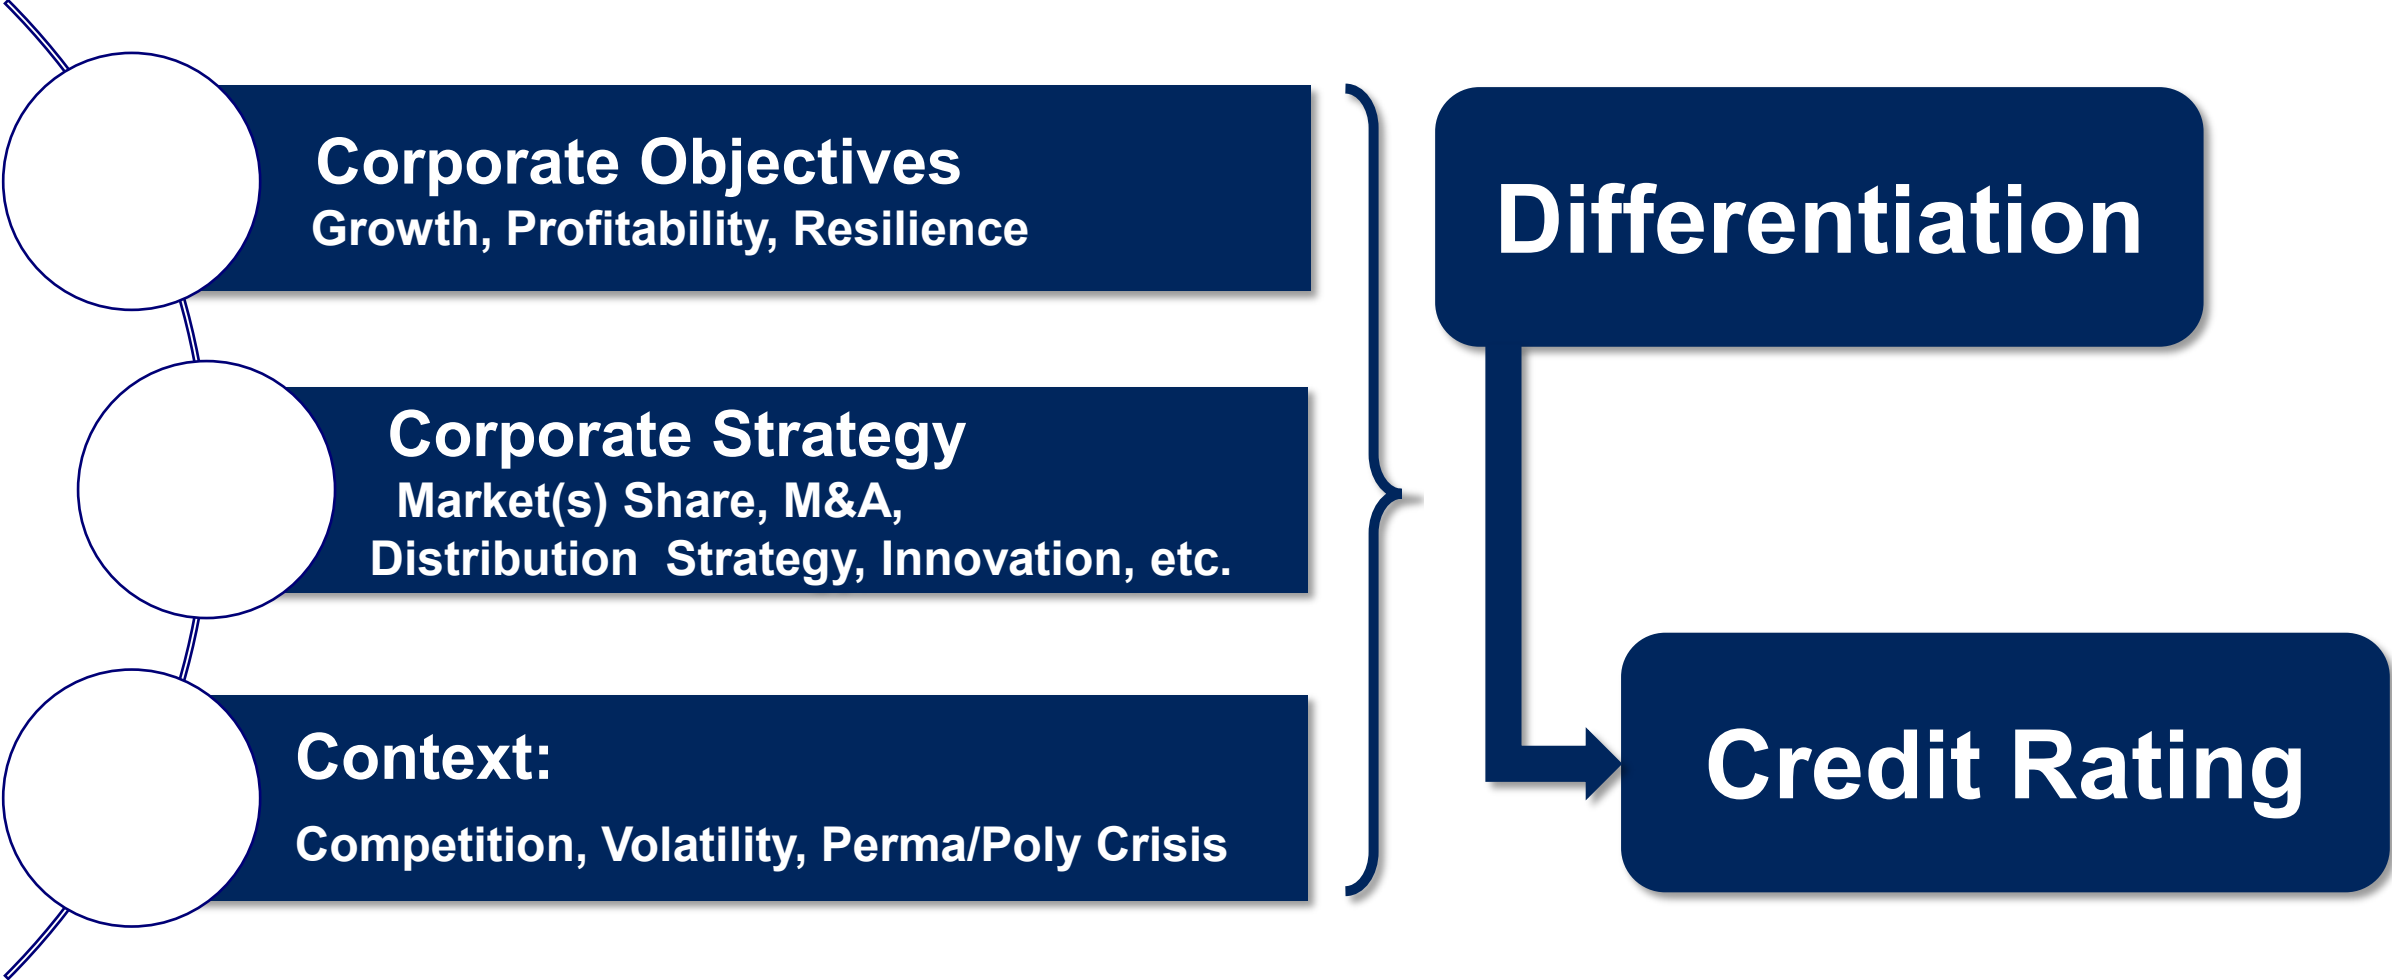 Corporate Objectives
Growth, Profitability, Resilience
Corporate Strategy
Market(s) Share, M&A,
Distribution  Strategy, Innovation, etc.
Context:
Competition, Volatility, Perma/Poly Crisis
Differentiation
Credit Rating